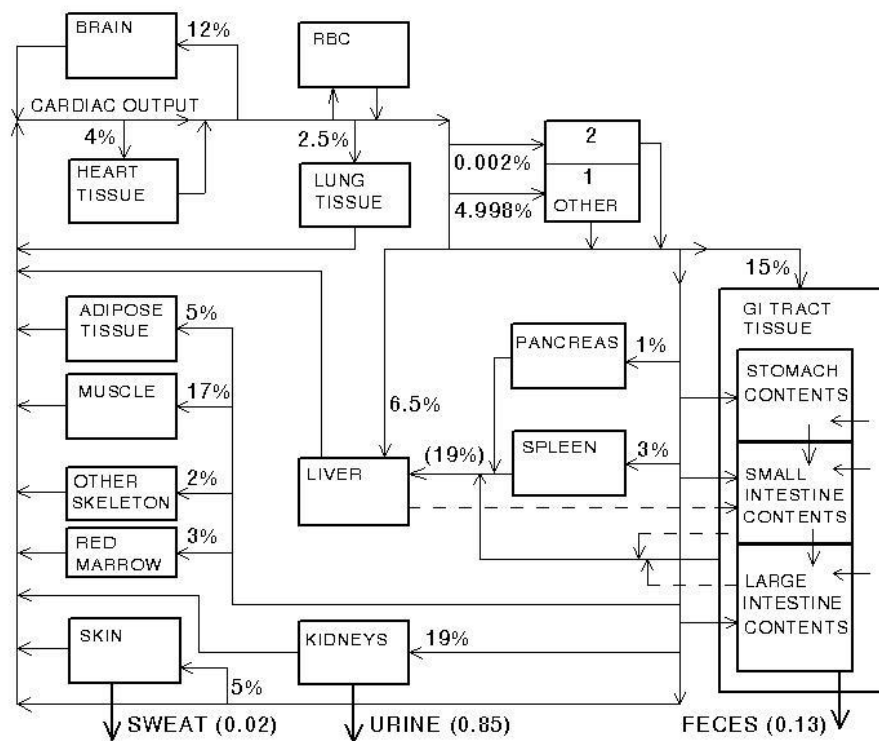 BRAIN
12%
RBC
CARDIAC OUTPUT
4%
HEART
TISSUE
2.5%
LUNG
TISSUE
0.002%
4.998%
2
1
OTHER
15%
GI TRACT
TISSUE
ADIPOSE
TISSUE
5%
MUSCLE
17%
OTHER
SKELETON
2%
RED
MARROW
3%
6.5%
PANCREAS
1%
(19%)
SPLEEN
3%
LIVER
STOMACH
CONTENTS
SMALL
INTESTINE
CONTENTS
LARGE
INTESTINE
CONTENTS
SKIN
5%
KIDNEYS
19%
SWEAT (0.02)
URINE (0.85)
FECES (0.13)